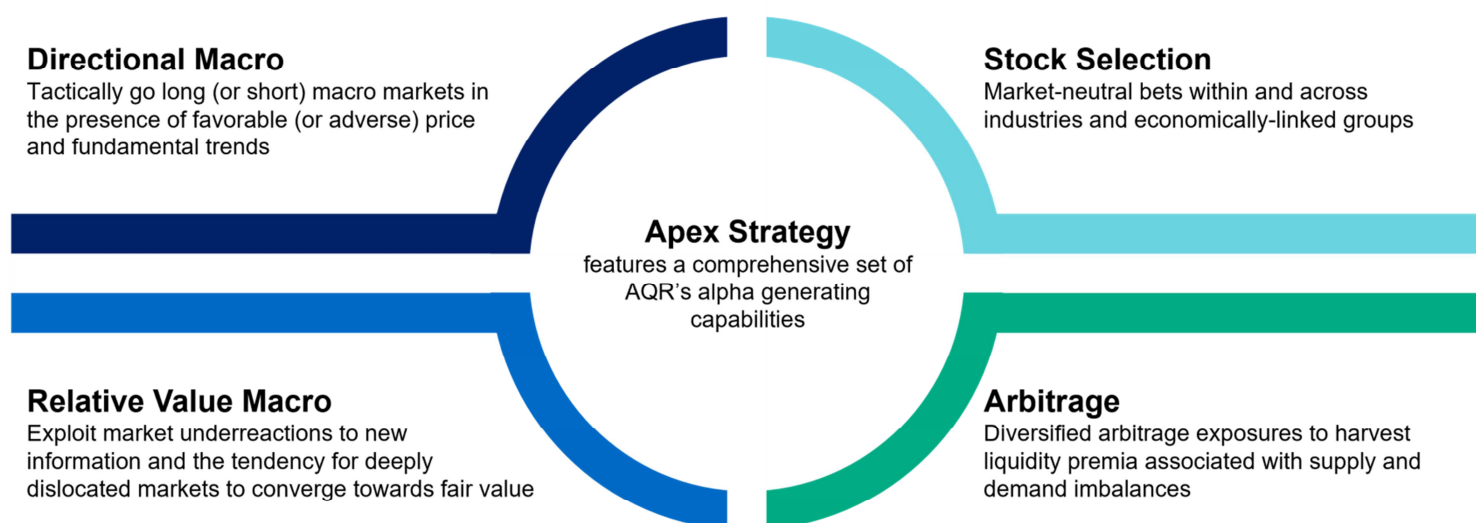 Directional Macro
Tactically go long (or short) macro markets in
the presence of favorable (or adverse) price
and fundamental trends
Stock Selection
Market-neutral bets within and across
industries and economically-linked groups
Apex Strategy
features a comprehensive set of
AQR's alpha generating
capabilities
Relative Value Macro
Exploit market underreactions to new
information and the tendency for deeply
dislocated markets to converge towards fair value
Arbitrage
Diversified arbitrage exposures to harvest
liquidity premia associated with supply and
demand imbalances